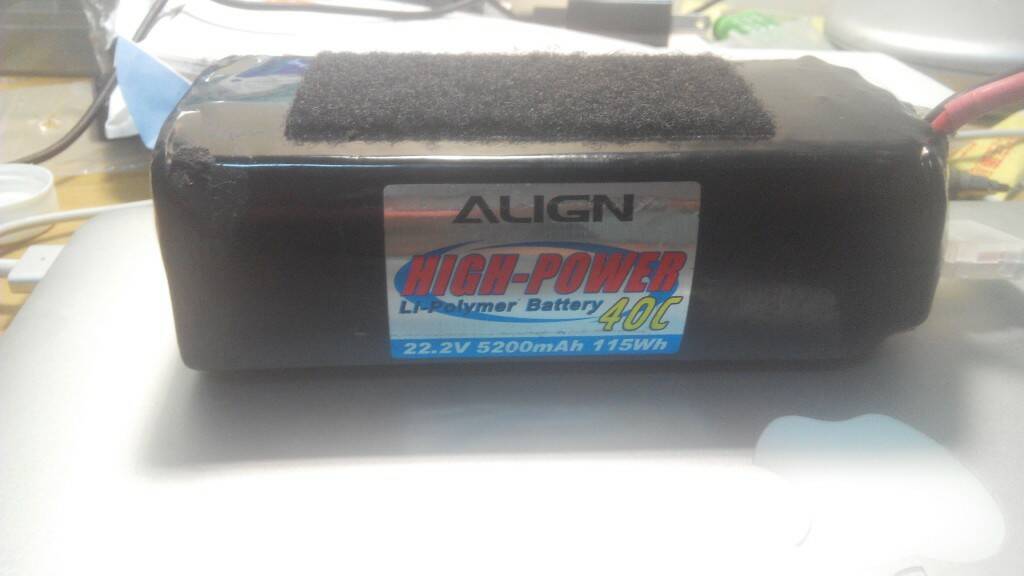 ALIGN
HIGH-POWER
Li-Polymer Battery
40C
22.2V 5200mAh 115Wh